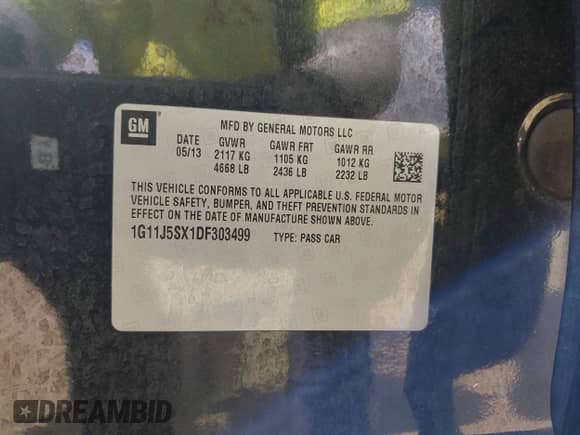 GM
MFD BY GENERAL MOTORS LLC
DATE GVWR GAWR FRT GAWR RR
05/13 2117 KG 1105 KG 1012 KG
4668 LB 2436 LB 2232 LB
THIS VEHICLE CONFORMS TO ALL APPLICABLE U.S. FEDERAL MOTOR
VEHICLE SAFETY, BUMPER, AND THEFT PREVENTION STANDARDS IN
EFFECT ON THE DATE OF MANUFACTURE SHOWN ABOVE.
1G11J5SX1DF303499 TYPE: PASS CAR
DREAMBID